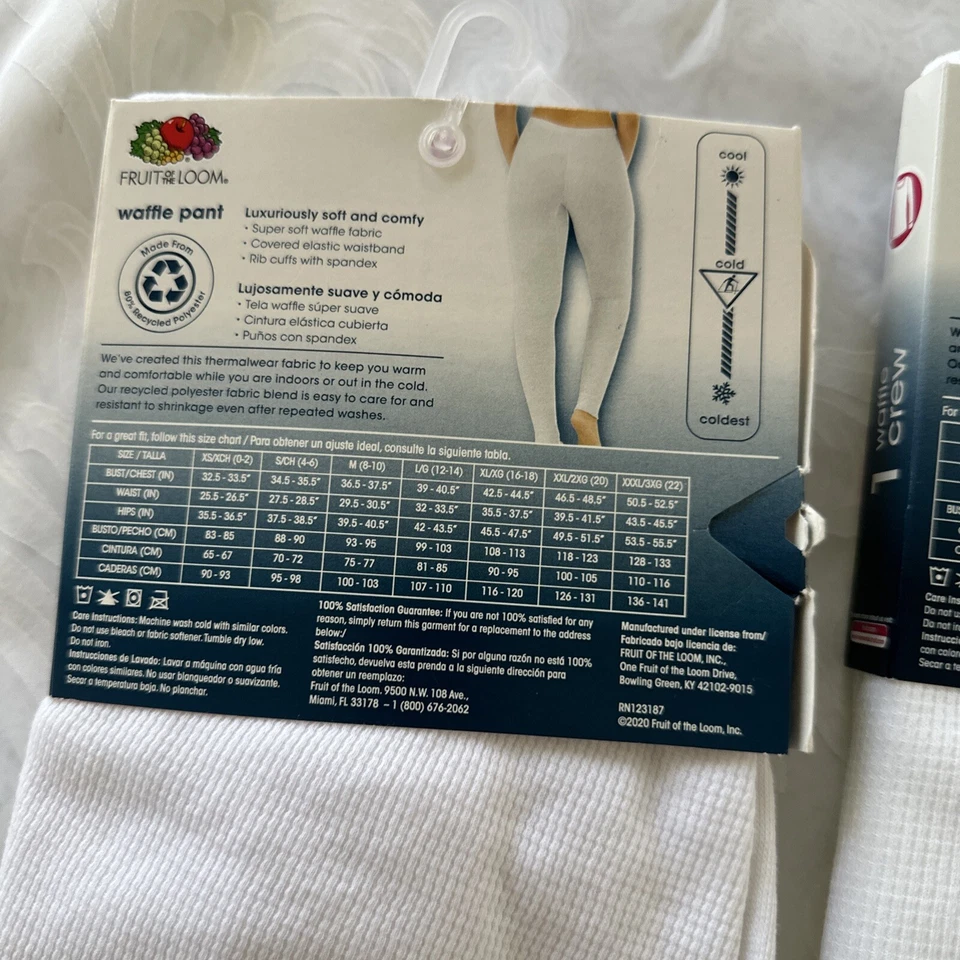 FRUIT OF THE LOOM®
waffle pant
Made From
80% Recycled Polyester
Luxuriously soft and comfy
• Super soft waffle fabric
• Covered elastic waistband
• Rib cuffs with spandex
Lujosamente suave y cómoda
• Tela waffle súper suave
• Cintura elástica cubierta
• Puños con spandex
We've created this thermalwear fabric to keep you warm
and comfortable while you are indoors or out in the cold.
Our recycled polyester fabric blend is easy to care for and
resistant to shrinkage even after repeated washes.
cool
cold
coldest
For a great fit, follow this size chart / Para obtener un ajuste ideal, consulte la siguiente tabla.
SIZE / TALLA XS/XCH (0-2) S/CH (4-6) M (8-10) L/G (12-14) XL/XG (16-18) XXL/2XG (20) XXXL/3XG (22)
BUST/CHEST (IN) 32.5 - 33.5" 34.5 - 35.5" 36.5 - 37.5" 39 - 40.5" 42.5 - 44.5" 46.5 - 48.5" 50.5 - 52.5"
WAIST (IN) 25.5 - 26.5" 27.5 - 28.5" 29.5 - 30.5" 32 - 33.5" 35.5 - 37.5" 39.5 - 41.5" 43.5 - 45.5"
HIPS (IN) 35.5 - 36.5" 37.5 - 38.5" 39.5 - 40.5" 42 - 43.5" 45.5 - 47.5" 49.5 - 51.5" 53.5 - 55.5"
BUSTO/PECHO (CM) 83 - 85 88 - 90 93 - 95 99 - 103 108 - 113 118 - 123 128 - 133
CINTURA (CM) 65 - 67 70 - 72 75 - 77 81 - 85 90 - 95 100 - 105 110 - 116
CADERAS (CM) 90 - 93 95 - 98 100 - 103 107 - 110 116 - 120 126 - 131 136 - 141
Care Instructions: Machine wash cold with similar colors.
Do not use bleach or fabric softener. Tumble dry low.
Do not iron.
Instrucciones de Lavado: Lavar a máquina con agua fría
con colores similares. No usar blanqueador o suavizante.
Secar a temperatura baja. No planchar.
100% Satisfaction Guarantee: If you are not 100% satisfied for any
reason, simply return this garment for a replacement to the address
below:/
Satisfacción 100% Garantizada: Si por alguna razón no está 100%
satisfecho, devuelva esta prenda a la siguiente dirección para
obtener un reemplazo:
Fruit of the Loom. 9500 N.W. 108 Ave.,
Miami, FL 33178 – 1 (800) 676-2062
Manufactured under license from/
Fabricado bajo licencia de:
FRUIT OF THE LOOM, INC.,
One Fruit of the Loom Drive,
Bowling Green, KY 42102-9015
RN123187
©2020 Fruit of the Loom, Inc.
1 waffle
crew
For
Care Ins
Do not
Do not
Instrucci
con color
Secar a te